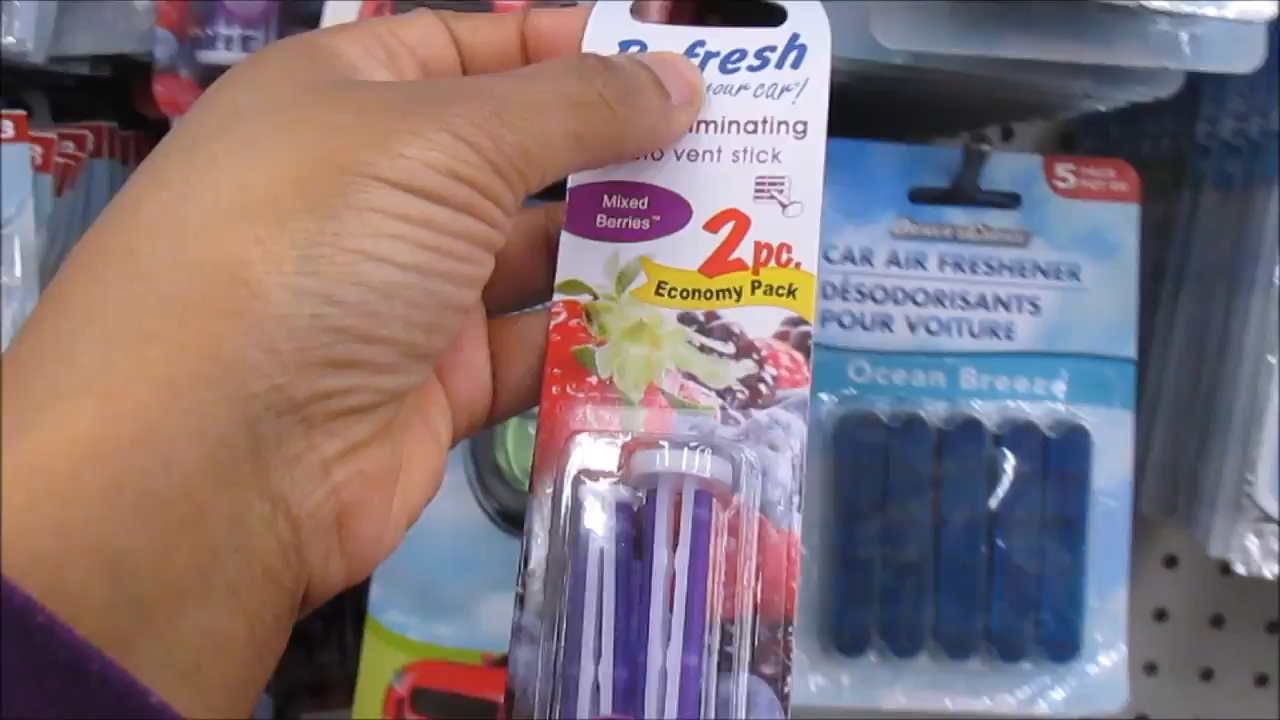 Refresh
your car!
minating
vent stick
Mixed
Berries™
2pc.
Economy Pack
5
CAR AIR FRESHENER
DÉSODORISANTS
POUR VOITURE
Ocean Breeze